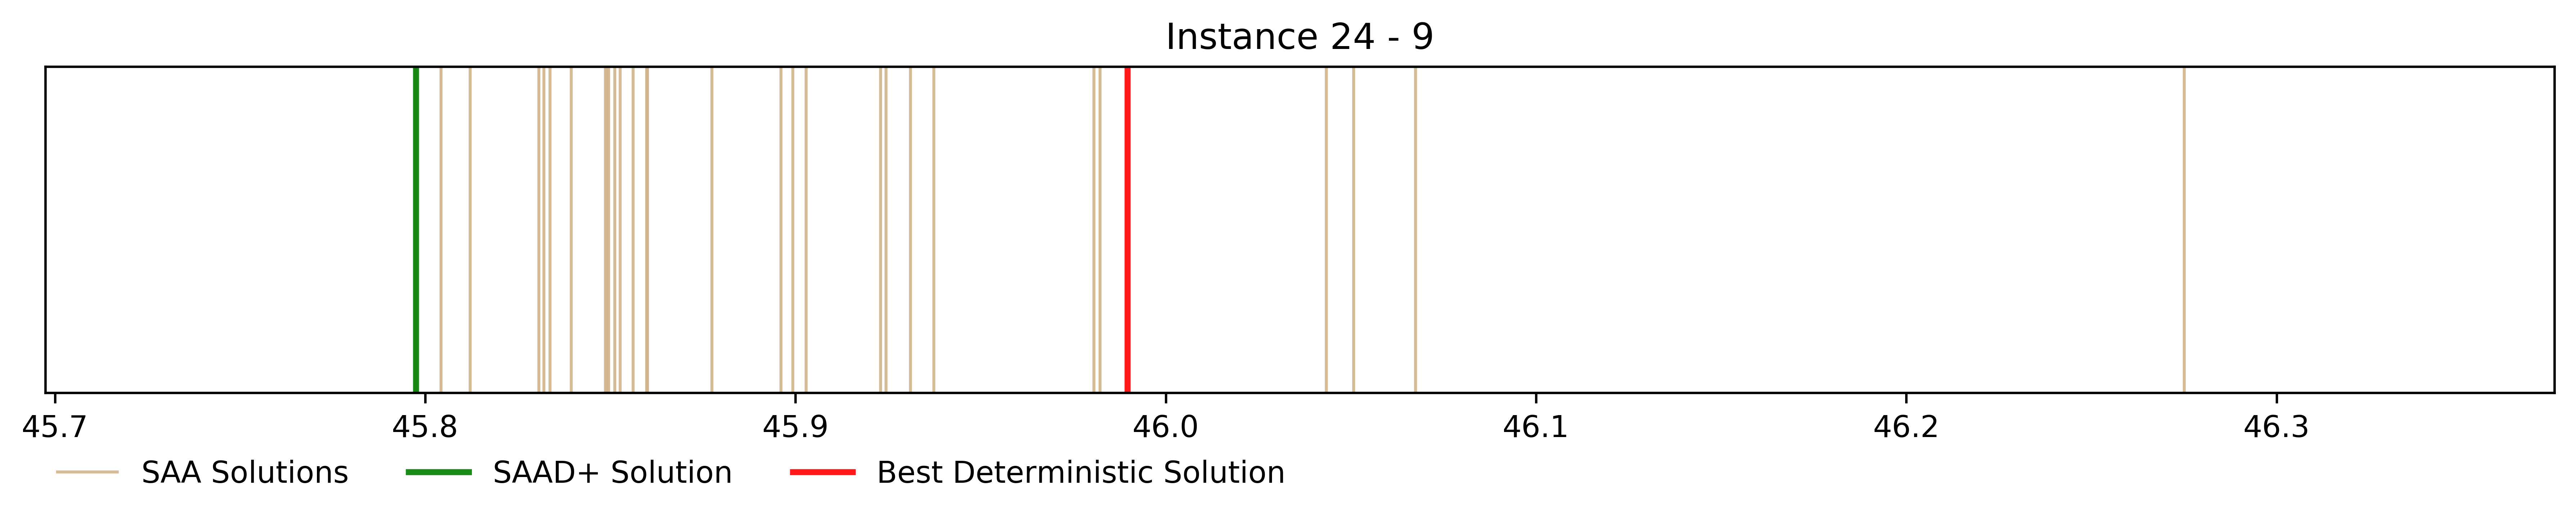 Instance 24 - 9
45.7 45.8 45.9 46.0 46.1 46.2 46.3
SAA Solutions SAAD+ Solution Best Deterministic Solution